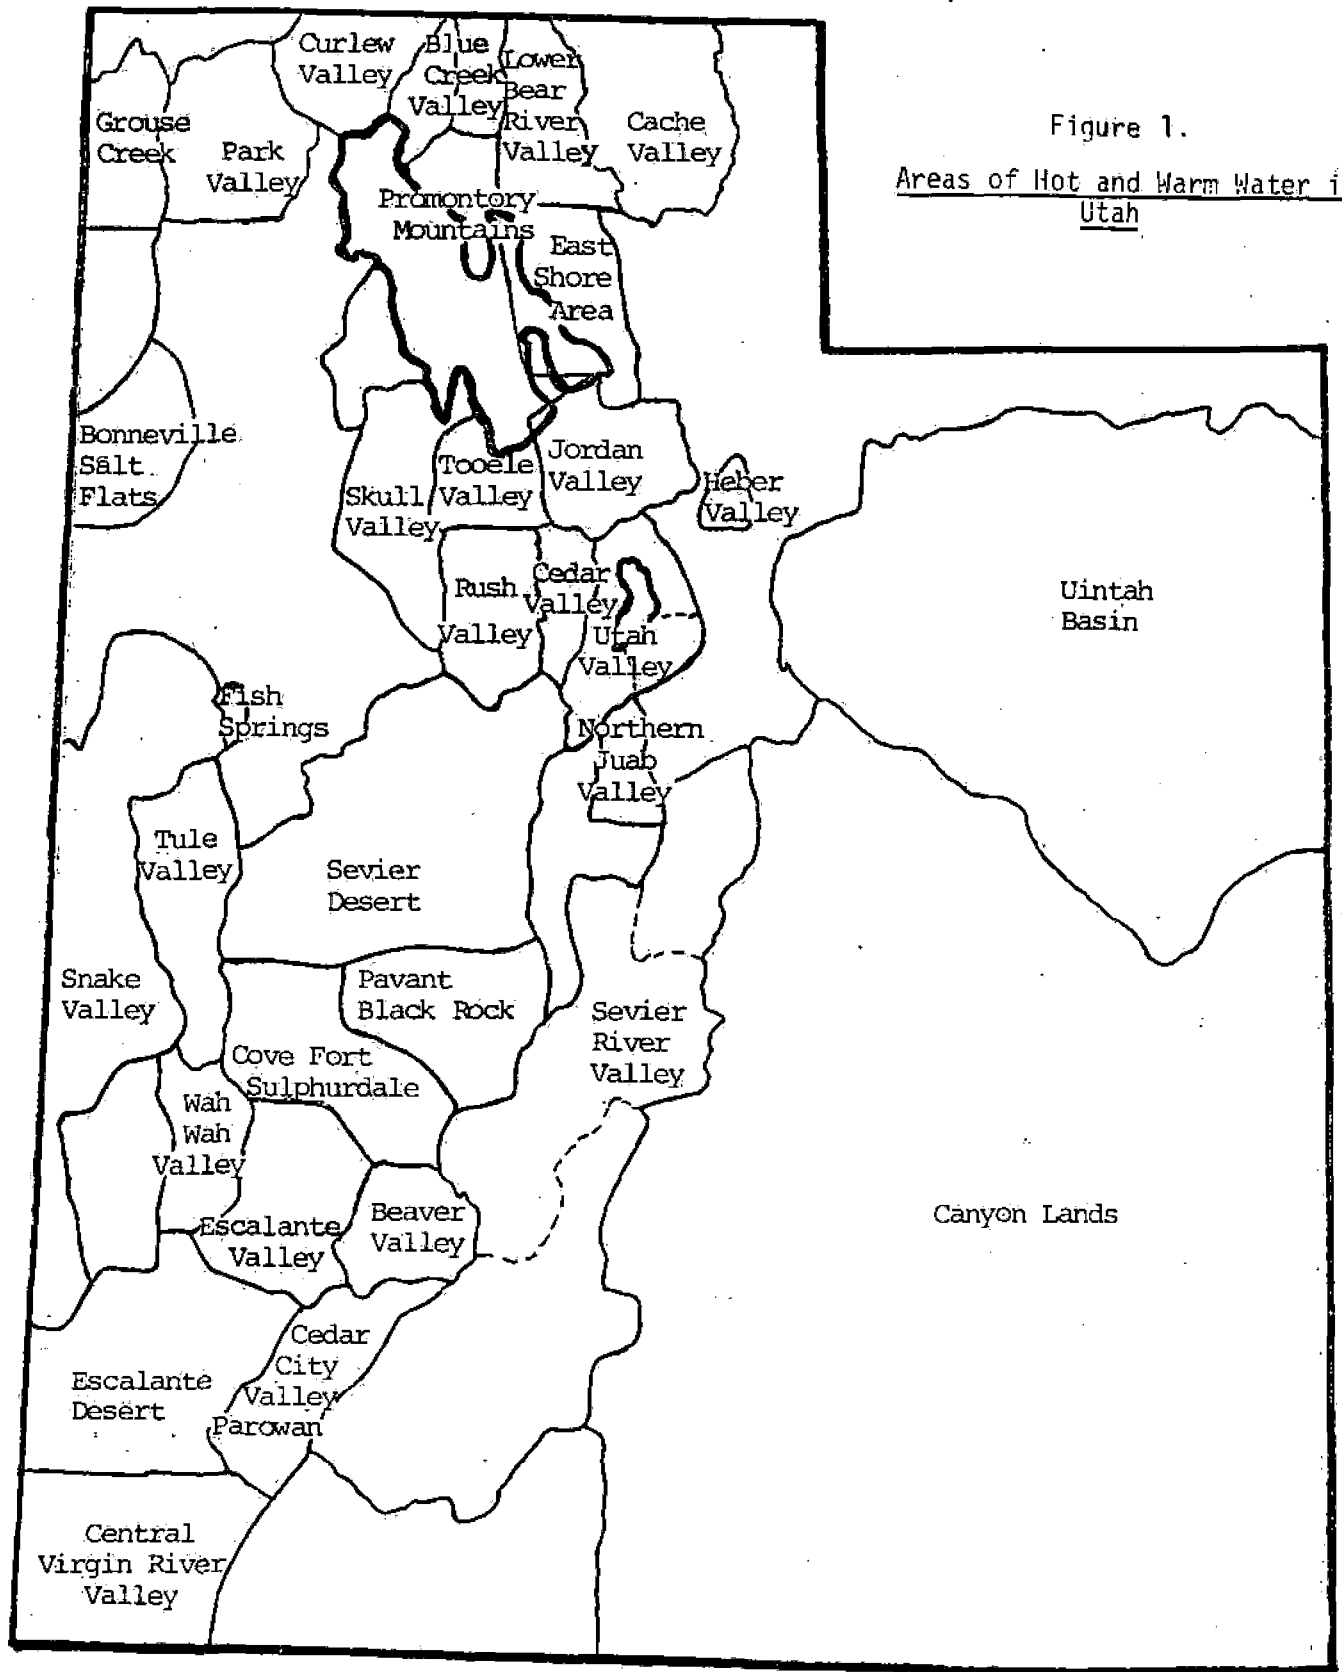 Figure 1.
Areas of Hot and Warm Water i
Utah
Curlew
Valley
Blue
Creek
Valley
Lower
Bear
River
Valley
Cache
Valley
Grouse
Creek
Park
Valley
Promontory
Mountains
East
Shore
Area
Bonneville
Salt
Flats
Skull
Valley
Tooele
Valley
Jordan
Valley
Heber
Valley
Rush
Valley
Cedar
Valley
Utah
Valley
Uintah
Basin
Fish
Springs
Northern
Juab
Valley
Tule
Valley
Sevier
Desert
Snake
Valley
Pavant
Black Rock
Sevier
River
Valley
Cove Fort
Sulphurdale
Wah
Wah
Valley
Escalante
Valley
Beaver
Valley
Canyon Lands
Cedar
City
Valley
Parowan
Escalante
Desert
Central
Virgin River
Valley